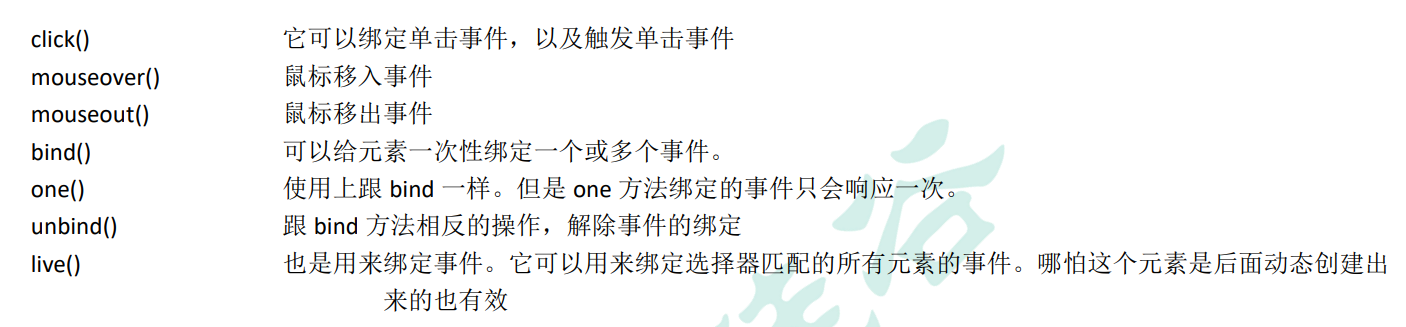 click() 它可以绑定单击事件，以及触发单击事件
mouseover() 鼠标移入事件
mouseout() 鼠标移出事件
bind() 可以给元素一次性绑定一个或多个事件。
one() 使用上跟 bind 一样。但是 one 方法绑定的事件只会响应一次。
unbind() 跟 bind 方法相反的操作，解除事件的绑定
live() 也是用来绑定事件。它可以用来绑定选择器匹配的所有元素的事件。哪怕这个元素是后面动态创建出
来的也有效